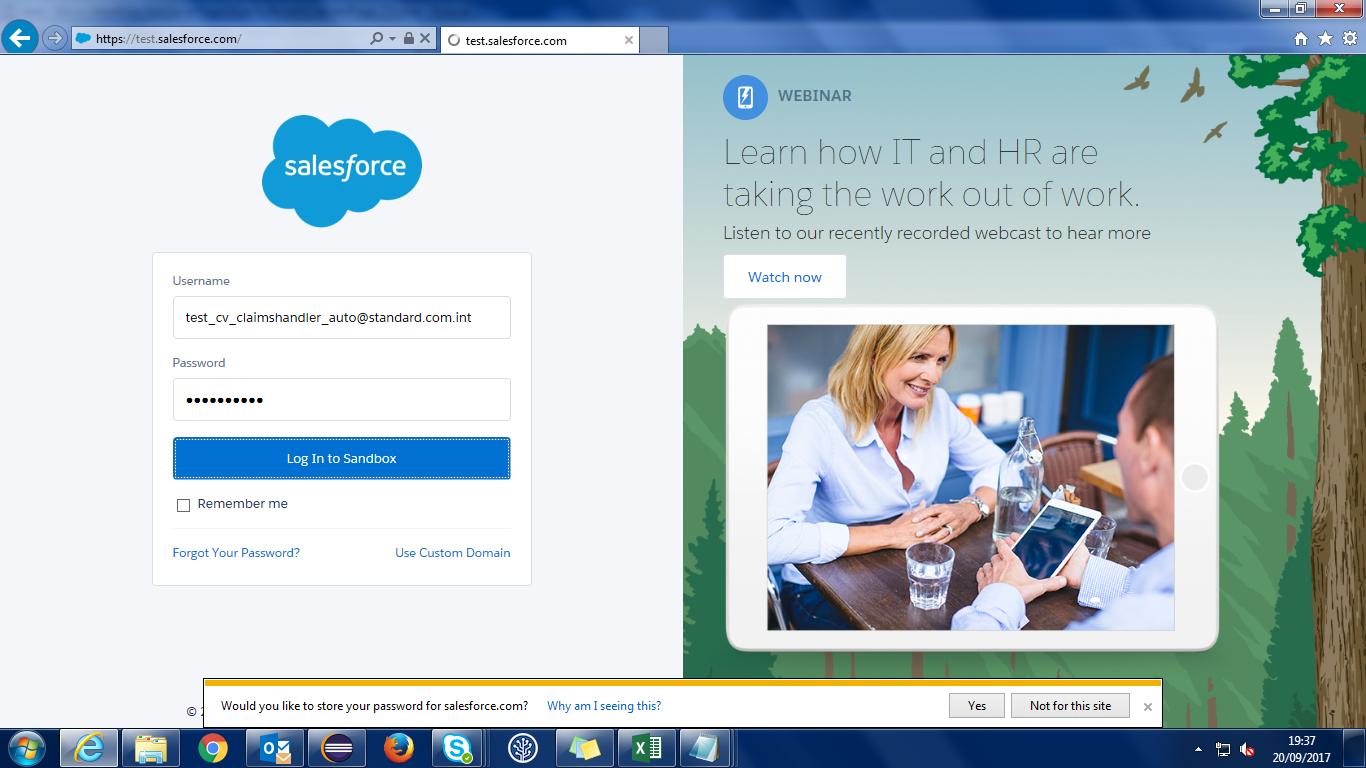 https://test.salesforce.com/
test.salesforce.com
salesforce
Username
test_cv_claimshandler_auto@standard.com.int
Password
Log In to Sandbox
Remember me
Forgot Your Password?
Use Custom Domain
WEBINAR
Learn how IT and HR are
taking the work out of work.
Listen to our recently recorded webcast to hear more
Watch now
©
Would you like to store your password for salesforce.com?
Why am I seeing this?
Yes
Not for this site
19:37
20/09/2017